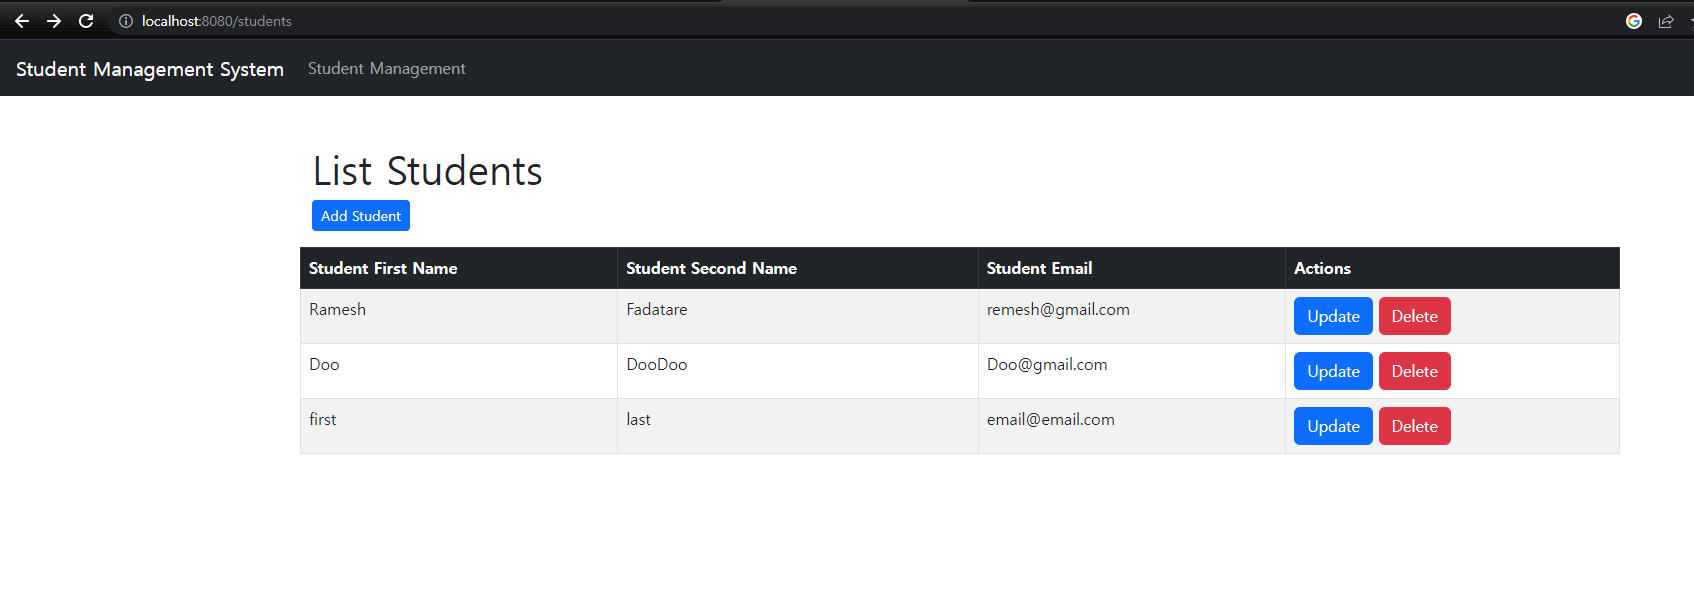 localhost:8080/students
Student Management System Student Management
List Students
Add Student
Student First Name Student Second Name Student Email Actions
Ramesh Fadatare remesh@gmail.com Update Delete
Doo DooDoo Doo@gmail.com Update Delete
first last email@email.com Update Delete